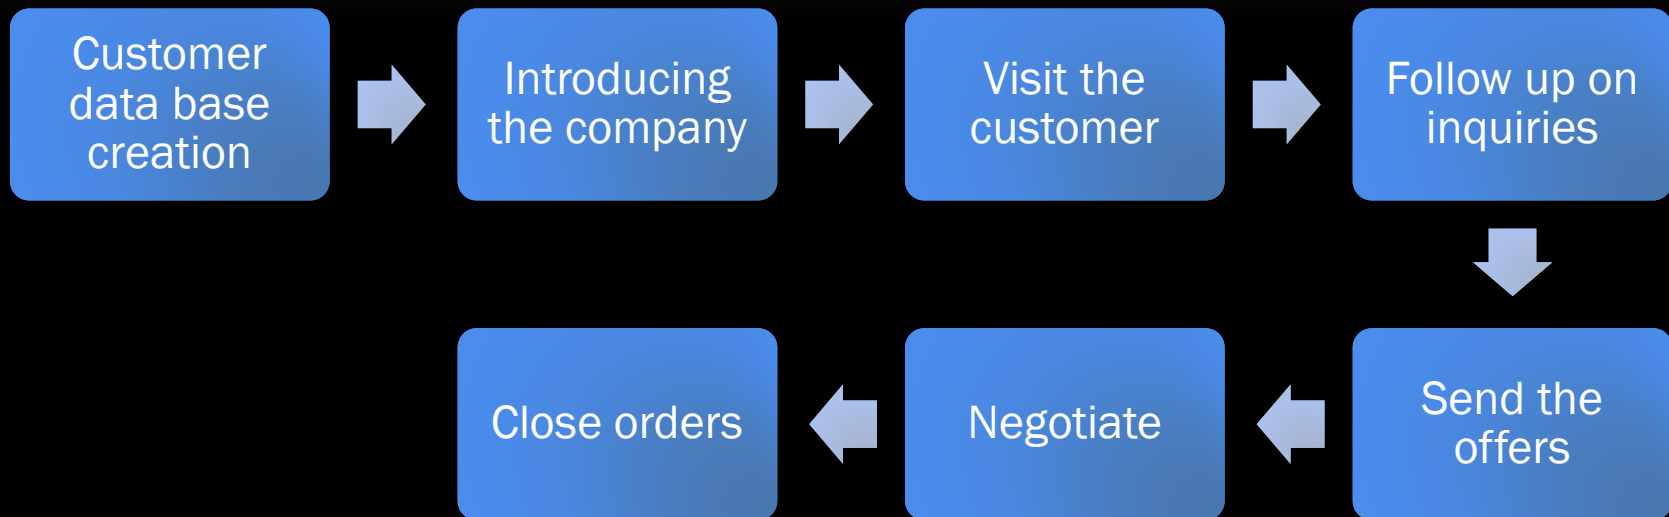 Customer
data base
creation
Introducing
the company
Visit the
customer
Follow up on
inquiries
Send the
offers
Negotiate
Close orders